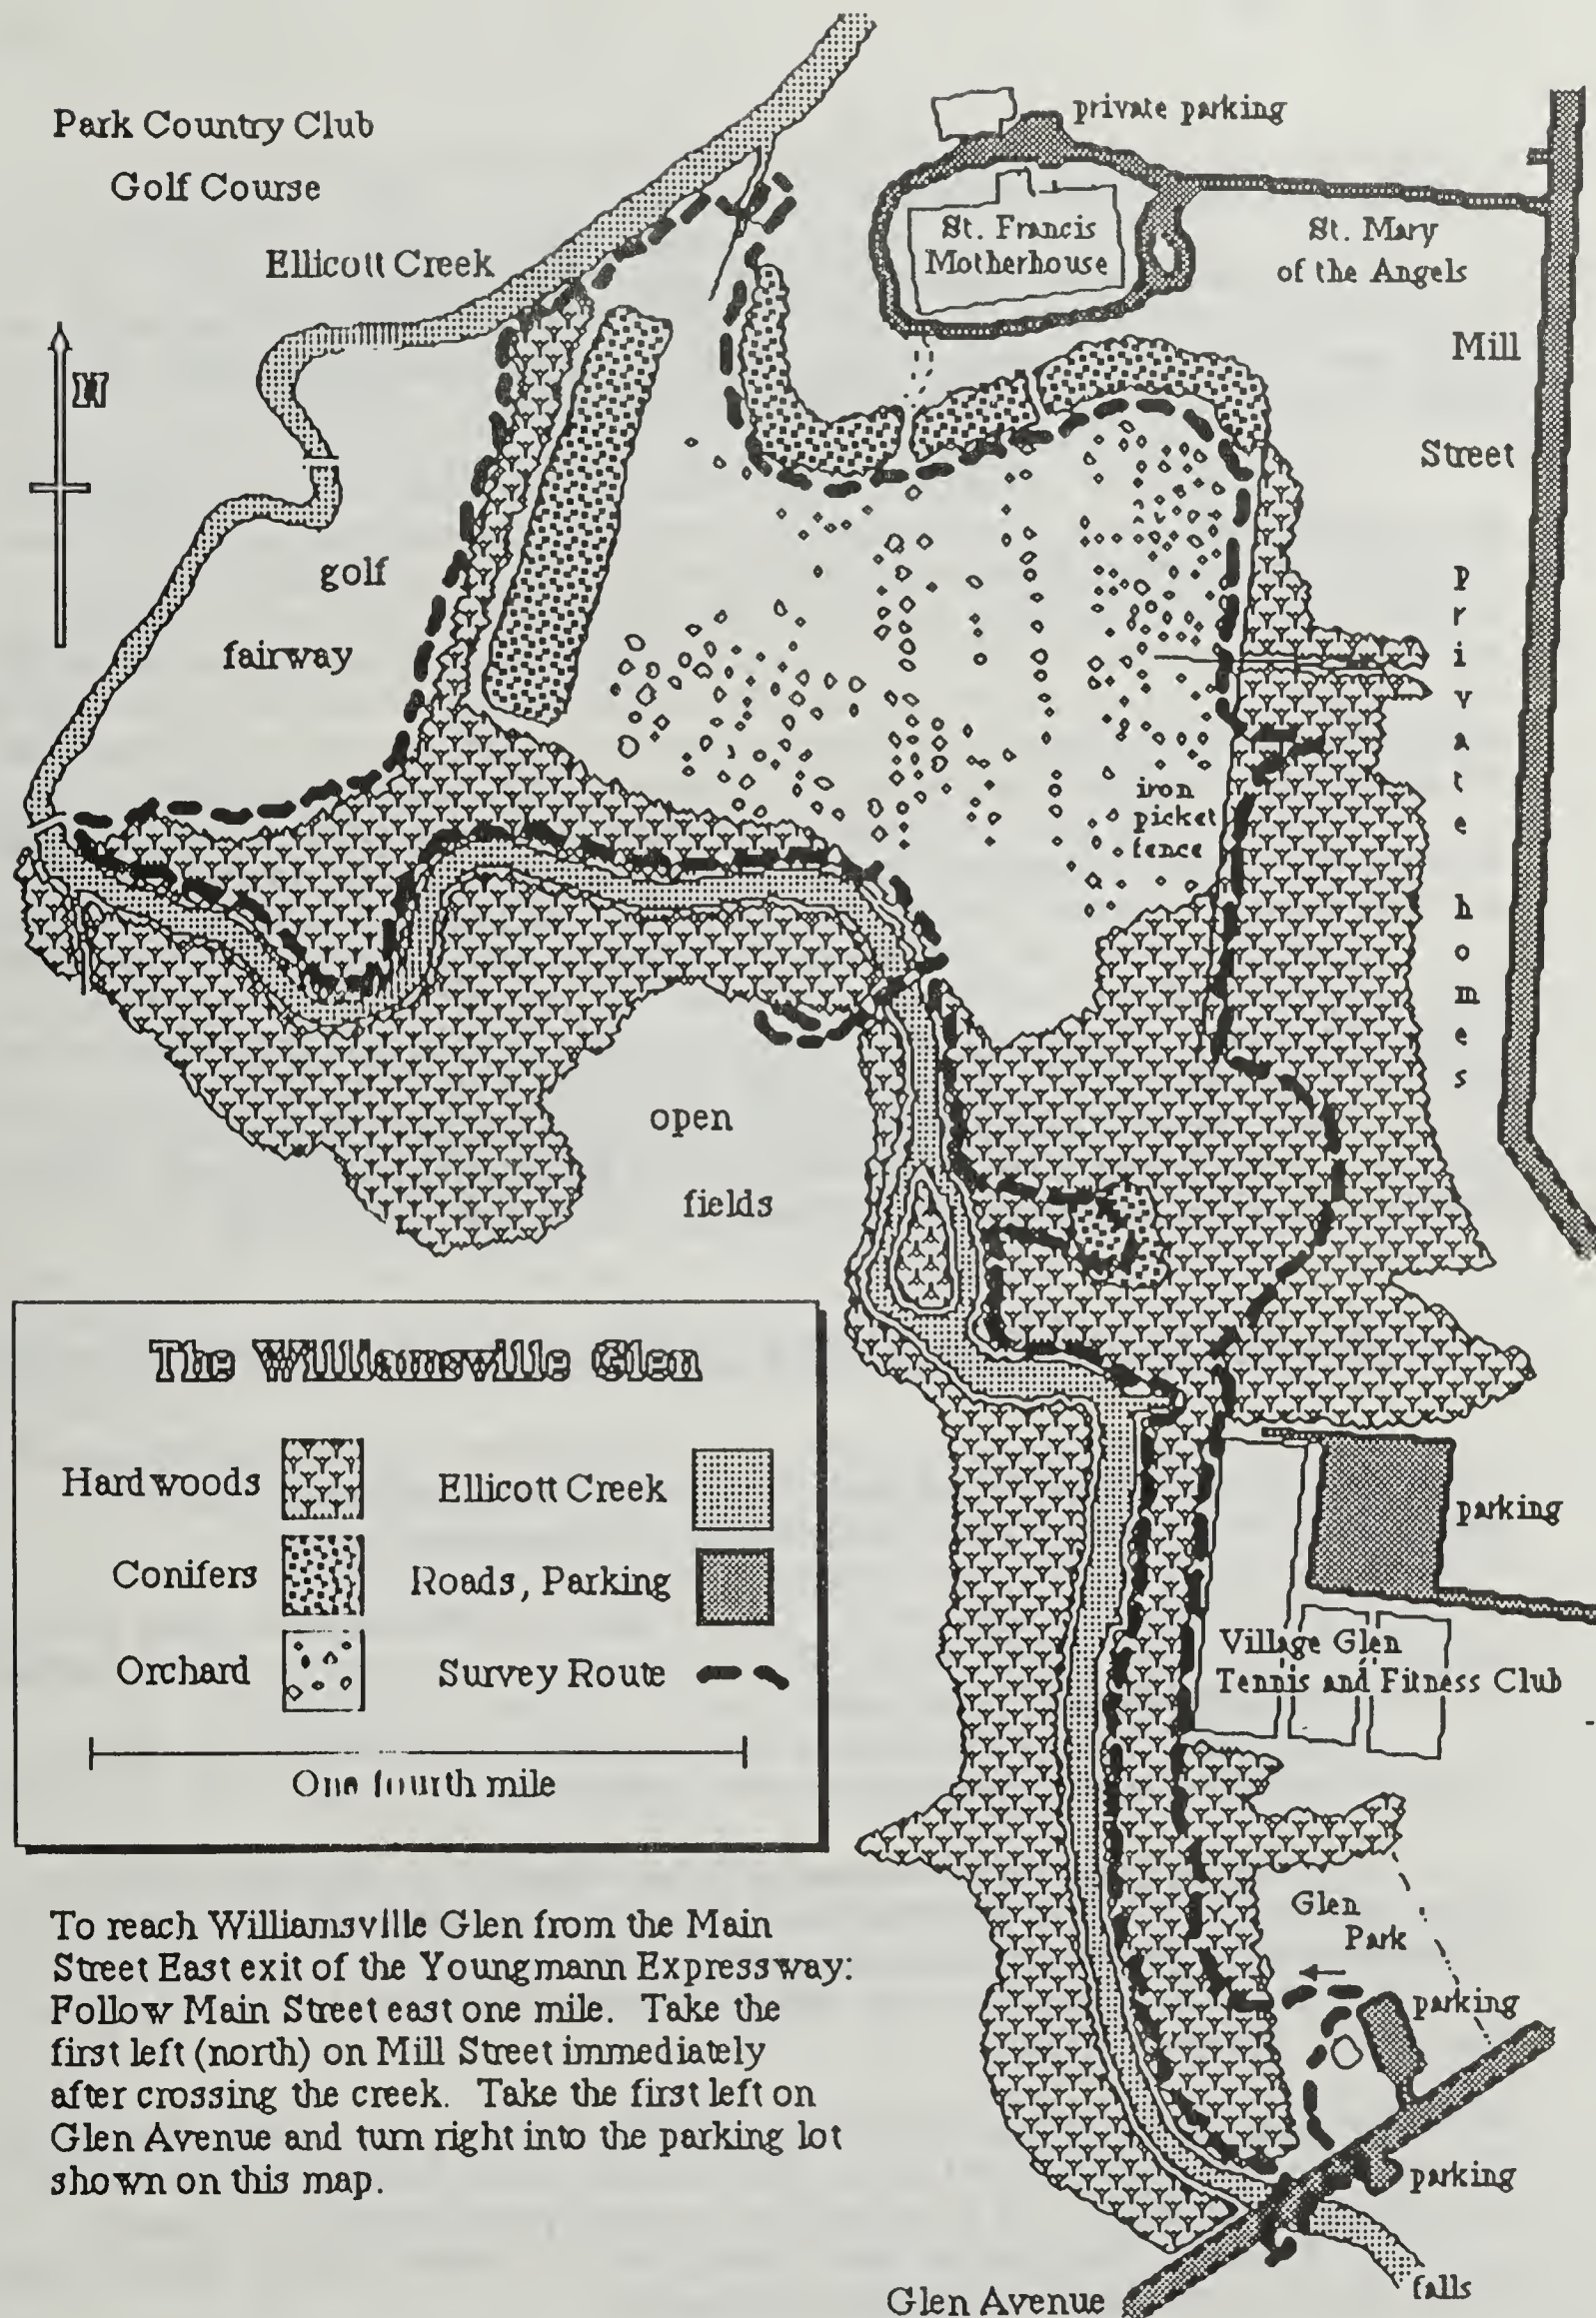 Park Country Club
Golf Course
Ellicott Creek
private parking
St. Francis
Motherhouse
St. Mary
of the Angels
Mill
Street
N
golf
fairway
private homes
iron
picket
fence
open
fields
The Williamsville Glen
Hardwoods
Ellicott Creek
Conifers
Roads, Parking
Orchard
Survey Route
One fourth mile
parking
Village Glen
Tennis and Fitness Club
Glen
Park
parking
parking
falls
Glen Avenue
To reach Williamsville Glen from the Main
Street East exit of the Youngmann Expressway:
Follow Main Street east one mile. Take the
first left (north) on Mill Street immediately
after crossing the creek. Take the first left on
Glen Avenue and turn right into the parking lot
shown on this map.